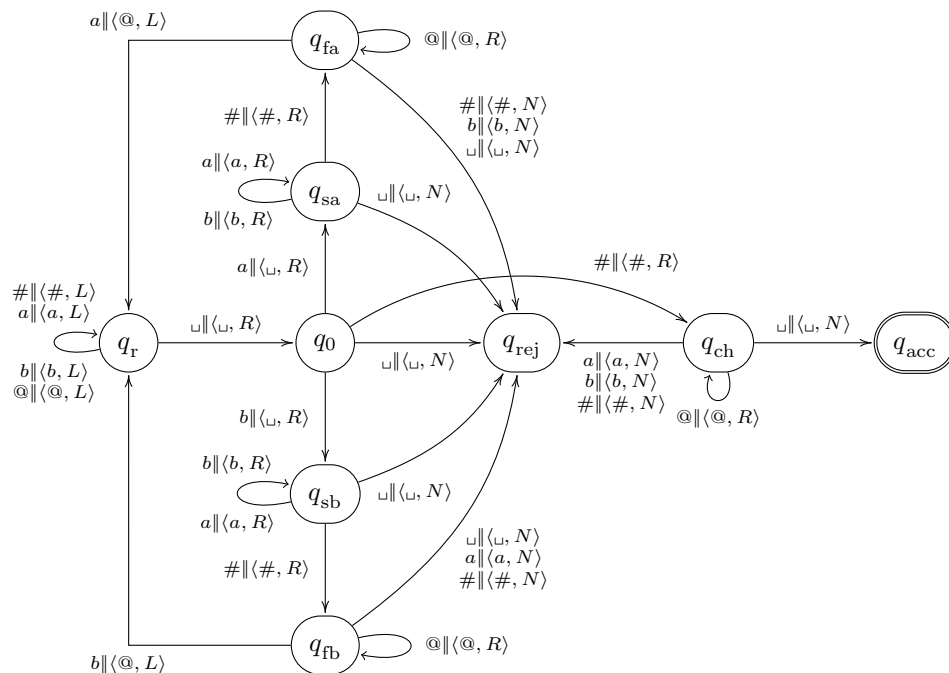 a‖⟨@, L⟩
q_fa
@‖⟨@, R⟩
#‖⟨#, R⟩
#‖⟨#, N⟩
b‖⟨b, N⟩
␣‖⟨␣, N⟩
a‖⟨a, R⟩
q_sa
b‖⟨b, R⟩
␣‖⟨␣, N⟩
a‖⟨␣, R⟩
#‖⟨#, R⟩
#‖⟨#, L⟩
a‖⟨a, L⟩
q_r
b‖⟨b, L⟩
@‖⟨@, L⟩
␣‖⟨␣, R⟩
q_0
␣‖⟨␣, N⟩
q_rej
a‖⟨a, N⟩
b‖⟨b, N⟩
#‖⟨#, N⟩
q_ch
@‖⟨@, R⟩
␣‖⟨␣, N⟩
q_acc
b‖⟨␣, R⟩
b‖⟨b, R⟩
q_sb
a‖⟨a, R⟩
␣‖⟨␣, N⟩
#‖⟨#, R⟩
␣‖⟨␣, N⟩
a‖⟨a, N⟩
#‖⟨#, N⟩
q_fb
@‖⟨@, R⟩
b‖⟨@, L⟩